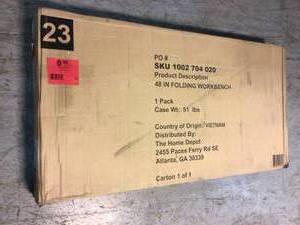 23
PO #
SKU 1002 704 020
Product Description
48 IN FOLDING WORKBENCH
1 Pack
Case Wt: 51 lbs
Country of Origin: VIETNAM
Distributed By:
The Home Depot
2455 Paces Ferry Rd SE
Atlanta, GA 30339
Carton 1 of 1